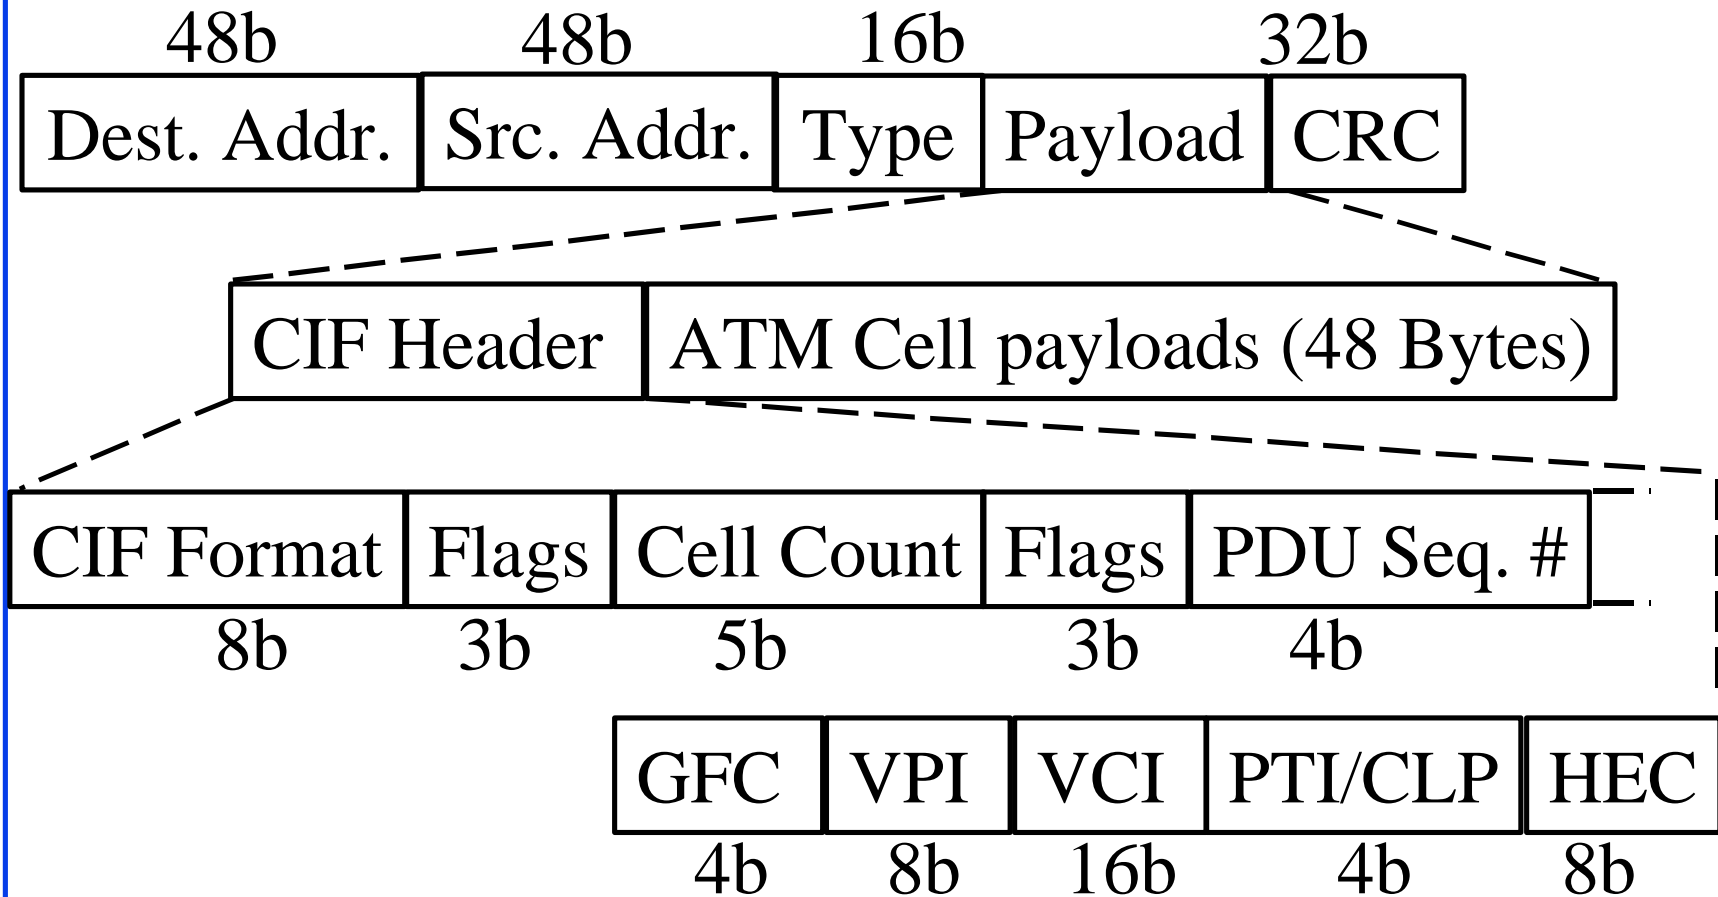 48b 48b 16b 32b
Dest. Addr. Src. Addr. Type Payload CRC
CIF Header ATM Cell payloads (48 Bytes)
CIF Format Flags Cell Count Flags PDU Seq. #
8b 3b 5b 3b 4b
GFC VPI VCI PTI/CLP HEC
4b 8b 16b 4b 8b